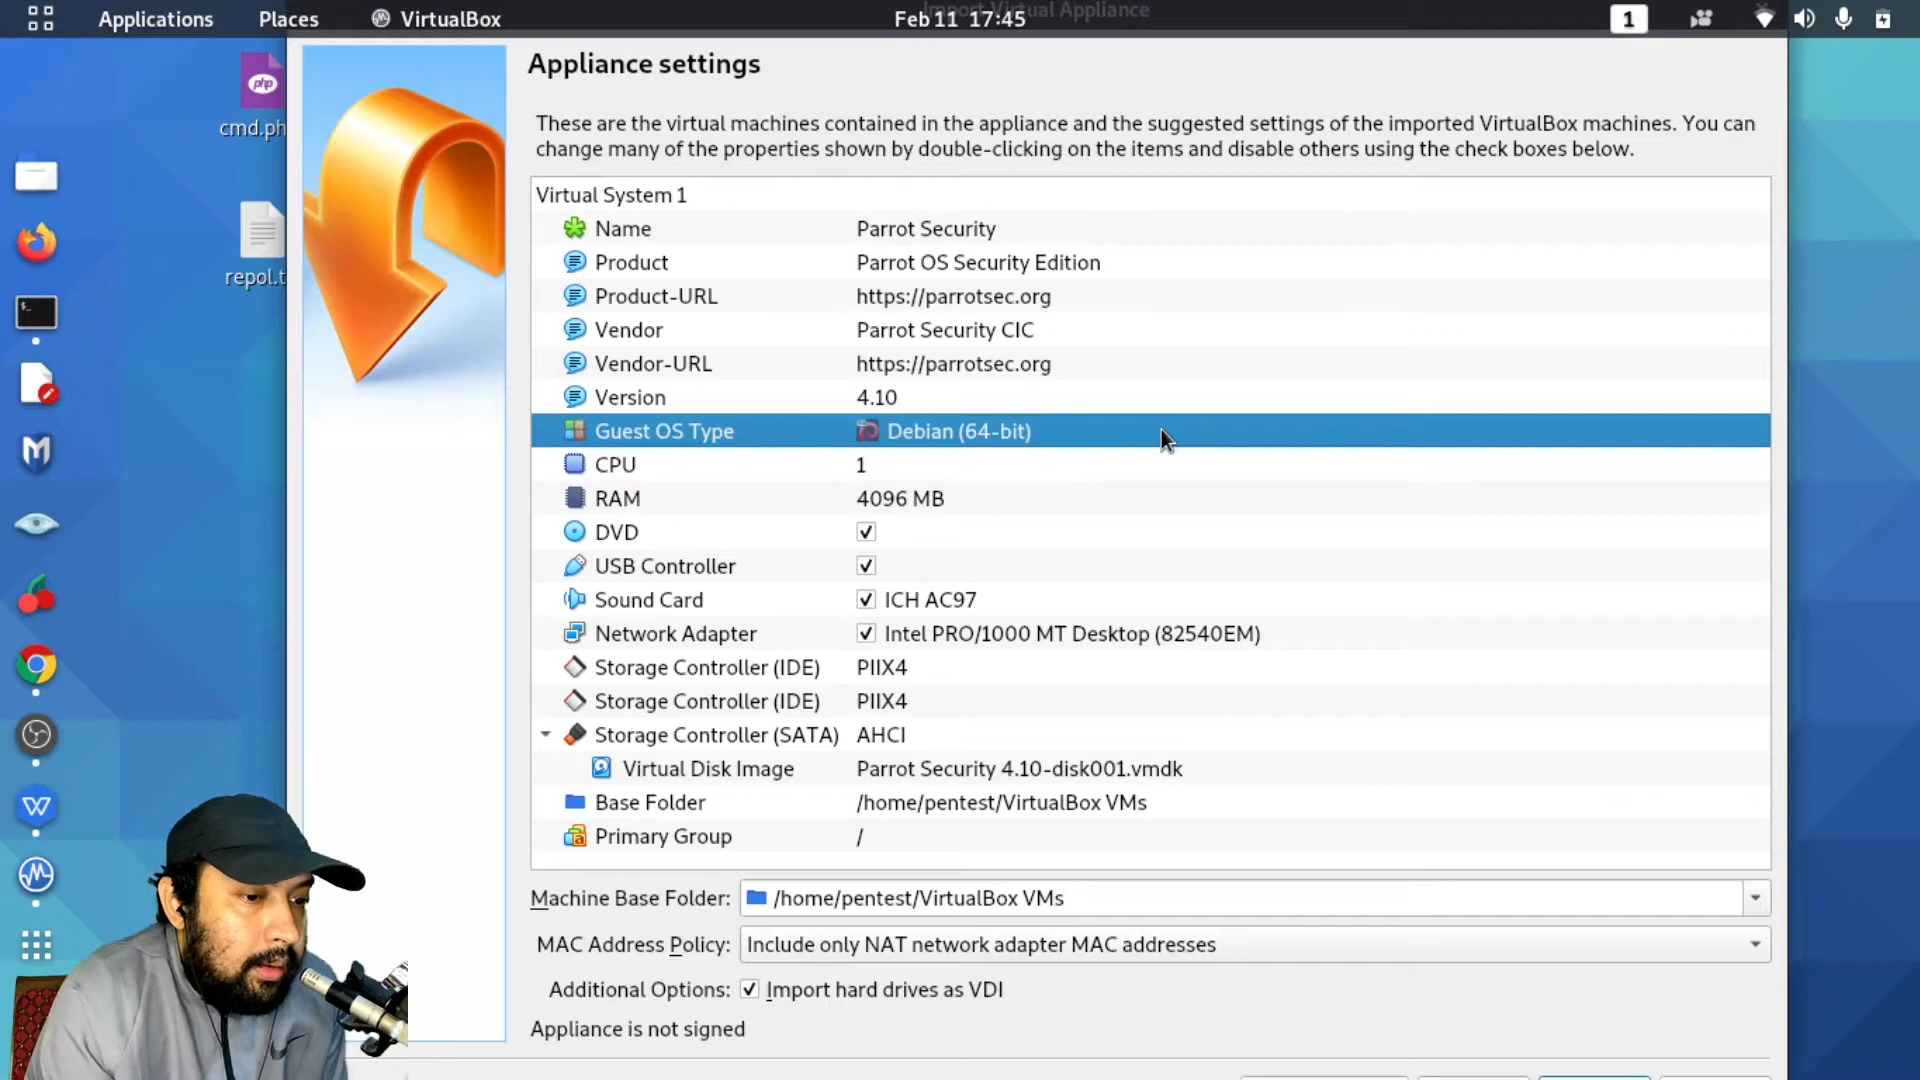 Applications
Places
VirtualBox
Feb 11 17:45
Import Virtual Appliance
1
php
cmd.ph
repol.t
$_
Appliance settings
These are the virtual machines contained in the appliance and the suggested settings of the imported VirtualBox machines. You can
change many of the properties shown by double-clicking on the items and disable others using the check boxes below.
Virtual System 1
Name Parrot Security
Product Parrot OS Security Edition
Product-URL https://parrotsec.org
Vendor Parrot Security CIC
Vendor-URL https://parrotsec.org
Version 4.10
Guest OS Type Debian (64-bit)
CPU 1
RAM 4096 MB
DVD
USB Controller
Sound Card ICH AC97
Network Adapter Intel PRO/1000 MT Desktop (82540EM)
Storage Controller (IDE) PIIX4
Storage Controller (IDE) PIIX4
Storage Controller (SATA) AHCI
Virtual Disk Image Parrot Security 4.10-disk001.vmdk
Base Folder /home/pentest/VirtualBox VMs
Primary Group /
Machine Base Folder: /home/pentest/VirtualBox VMs
MAC Address Policy: Include only NAT network adapter MAC addresses
Additional Options: Import hard drives as VDI
Appliance is not signed